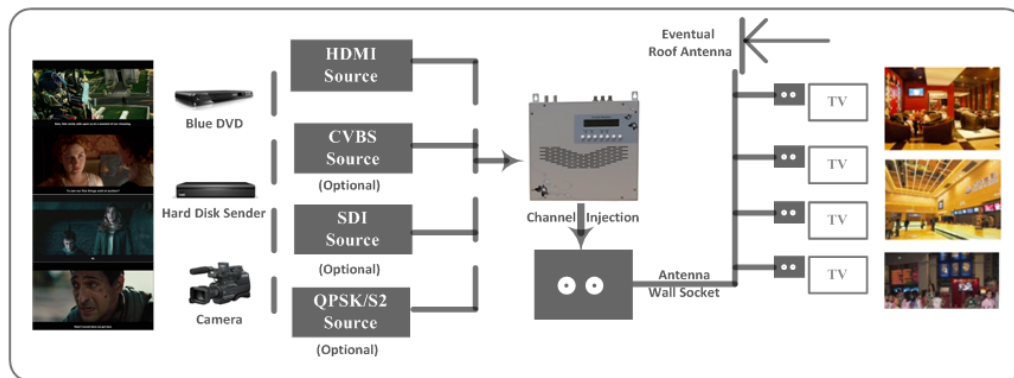 Blue DVD
Hard Disk Sender
Camera
HDMI
Source
CVBS
Source
(Optional)
SDI
Source
(Optional)
QPSK/S2
Source
(Optional)
Channel Injection
Antenna
Wall Socket
Eventual
Roof Antenna
TV
TV
TV
TV